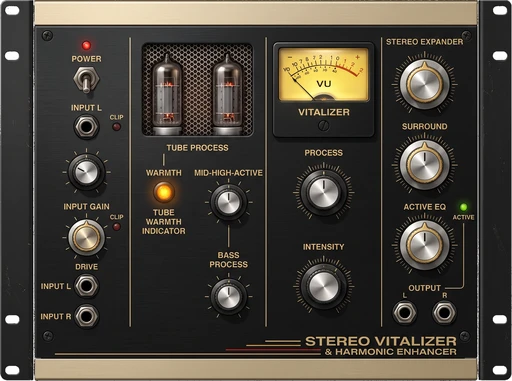 POWER
INPUT L
CLIP
INPUT GAIN
CLIP
DRIVE
INPUT L
INPUT R
TUBE PROCESS
WARMTH
TUBE
WARMTH
INDICATOR
MID-HIGH-ACTIVE
BASS
PROCESS
VU
VITALIZER
PROCESS
INTENSITY
STEREO EXPANDER
SURROUND
ACTIVE EQ
ACTIVE
OUTPUT
L
R
STEREO VITALIZER
& HARMONIC ENHANCER